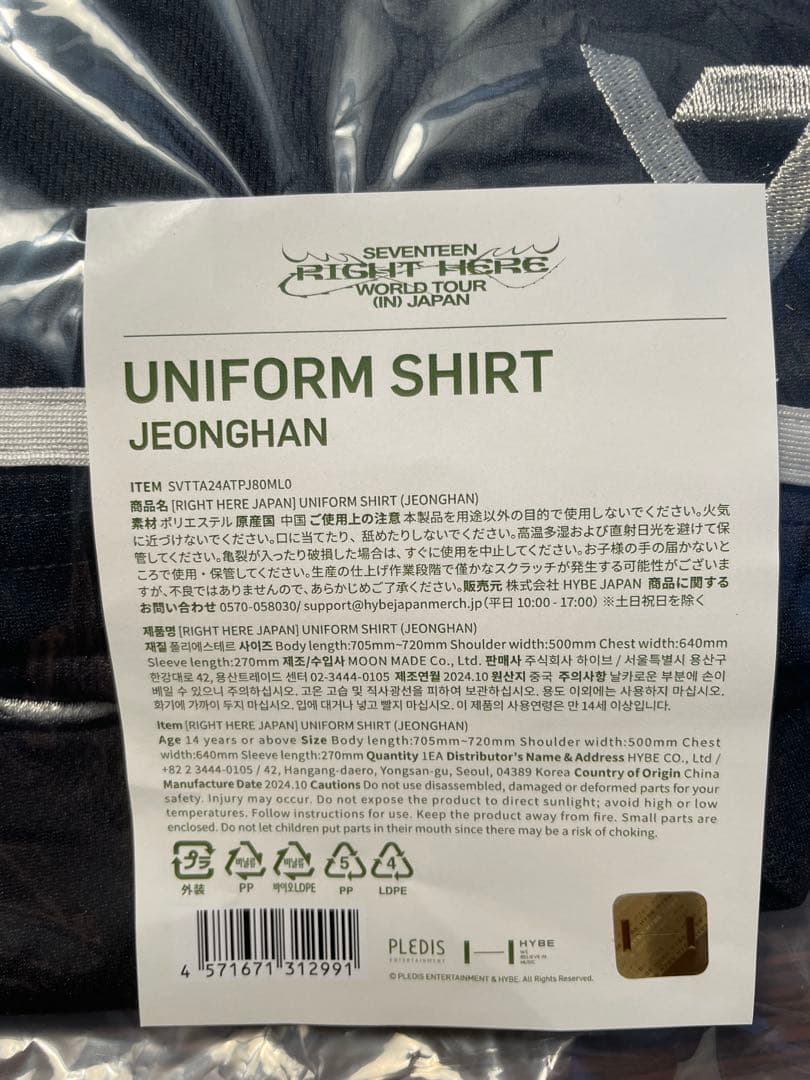 SEVENTEEN
RIGHT HERE
WORLD TOUR
(IN) JAPAN
UNIFORM SHIRT
JEONGHAN
ITEM SVTTA24ATPJ80ML0
商品名 [RIGHT HERE JAPAN] UNIFORM SHIRT (JEONGHAN)
素材 ポリエステル 原産国 中国 ご使用上の注意 本製品を用途以外の目的で使用しないでください。火気
に近づけないでください。口に当てたり、舐めたりしないでください。高温多湿および直射日光を避けて保
管してください。亀裂が入ったり破損した場合は、すぐに使用を中止してください。お子様の手の届かないと
ころで使用・保管してください。生産の仕上げ作業段階で僅かなスクラッチが発生する可能性がございま
すが、不良ではありませんので、あらかじめご了承ください。販売元 株式会社 HYBE JAPAN 商品に関する
お問い合わせ 0570-058030/ support@hybejapanmerch.jp (平日 10:00 - 17:00) ※土日祝日を除く
제품명 [RIGHT HERE JAPAN] UNIFORM SHIRT (JEONGHAN)
재질 폴리에스테르 사이즈 Body length:705mm~720mm Shoulder width:500mm Chest width:640mm
Sleeve length:270mm 제조/수입사 MOON MADE Co., Ltd. 판매사 주식회사 하이브 / 서울특별시 용산구
한강대로 42, 용산트레이드 센터 02-3444-0105 제조연월 2024.10 원산지 중국 주의사항 날카로운 부분에 손이
베일 수 있으니 주의하십시오. 고온 고습 및 직사광선을 피하여 보관하십시오. 용도 이외에는 사용하지 마십시오.
화기에 가까이 두지 마십시오. 입에 대거나 넣고 빨지 마십시오. 이 제품의 사용연령은 만 14세 이상입니다.
Item [RIGHT HERE JAPAN] UNIFORM SHIRT (JEONGHAN)
Age 14 years or above Size Body length:705mm~720mm Shoulder width:500mm Chest
width:640mm Sleeve length:270mm Quantity 1EA Distributor's Name & Address HYBE CO., Ltd /
+82 2 3444-0105 / 42, Hangang-daero, Yongsan-gu, Seoul, 04389 Korea Country of Origin China
Manufacture Date 2024.10 Cautions Do not use disassembled, damaged or deformed parts for your
safety. Injury may occur. Do not expose the product to direct sunlight; avoid high or low
temperatures. Follow instructions for use. Keep the product away from fire. Small parts are
enclosed. Do not let children put parts in their mouth since there may be a risk of choking.
プラ 비닐류 비닐류 5 4
外装 PP 바이오LDPE PP LDPE
4 571671 312991
PLEDIS
ENTERTAINMENT
HYBE
WE
BELIEVE IN
MUSIC
© PLEDIS ENTERTAINMENT & HYBE. All Rights Reserved.